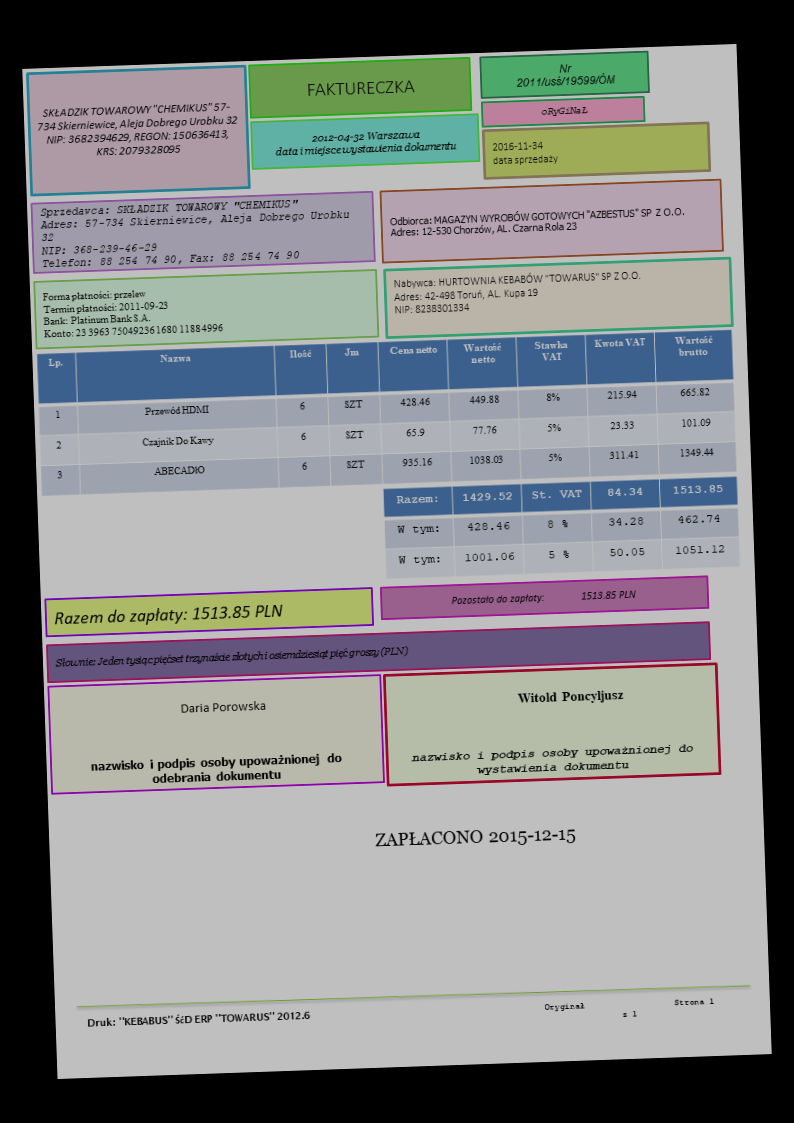 SKŁADZIK TOWAROWY "CHEMIKUS" 57-
734 Skierniewice, Aleja Dobrego Urobku 32
NIP: 3682394629, REGON: 150636413,
KRS: 2079328095
FAKTURECZKA
2012-04-32 Warszawa
data i miejsce wystawienia dokumentu
Nr
2011/usś/19599/ÓM
oRyGiNaŁ
2016-11-34
data sprzedaży
Sprzedawca: SKŁADZIK TOWAROWY "CHEMIKUS"
Adres: 57-734 Skierniewice, Aleja Dobrego Urobku
32
NIP: 368-239-46-29
Telefon: 88 254 74 90, Fax: 88 254 74 90
Odbiorca: MAGAZYN WYROBÓW GOTOWYCH "AZBESTUS" SP Z O.O.
Adres: 12-530 Chorzów, AL. Czarna Rola 23
Forma płatności: przelew
Termin płatności: 2011-09-23
Bank: Platinum Bank S.A.
Konto: 23 3963 7504 9236 1680 1188 4996
Nabywca: HURTOWNIA KEBABÓW "TOWARUS" SP Z O.O.
Adres: 42-498 Toruń, AL. Kupa 19
NIP: 8238301334
Lp. Nazwa Ilość Jm Cena netto Wartość netto Stawka VAT Kwota VAT Wartość brutto
1 Przewód HDMI 6 SZT 428.46 449.88 8% 215.94 665.82
2 Czajnik Do Kawy 6 SZT 65.9 77.76 5% 23.33 101.09
3 ABECADłO 6 SZT 935.16 1038.03 5% 311.41 1349.44
Razem: 1429.52 St. VAT 84.34 1513.85
W tym: 428.46 8 % 34.28 462.74
W tym: 1001.06 5 % 50.05 1051.12
Razem do zapłaty: 1513.85 PLN
Pozostało do zapłaty: 1513.85 PLN
Słownie: Jeden tysiąc pięćset trzynaście złotych i osiemdziesiąt pięć groszy (PLN)
Daria Porowska
nazwisko i podpis osoby upoważnionej do
odebrania dokumentu
Witold Poncyljusz
nazwisko i podpis osoby upoważnionej do
wystawienia dokumentu
ZAPŁACONO 2015-12-15
Druk: "KEBABUS" ŚćD ERP "TOWARUS" 2012.6
Oryginał
Strona 1
z 1